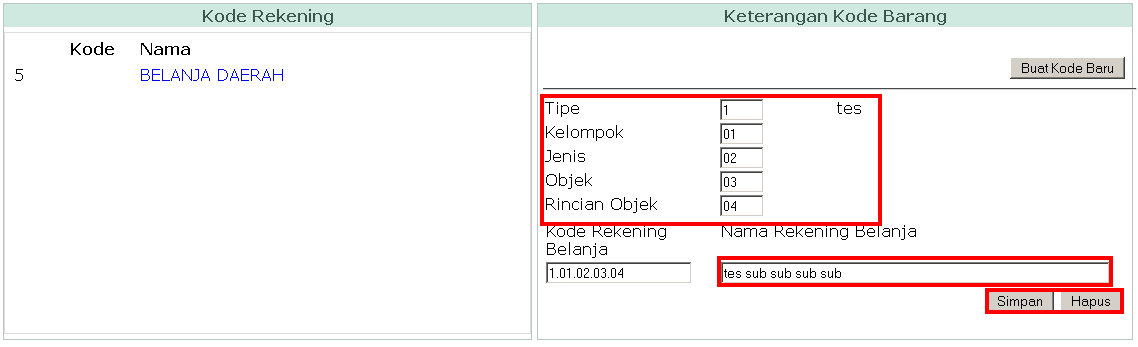 Kode Rekening
Kode Nama
5 BELANJA DAERAH
Keterangan Kode Barang
Buat Kode Baru
Tipe 1 tes
Kelompok 01
Jenis 02
Objek 03
Rincian Objek 04
Kode Rekening Belanja Nama Rekening Belanja
1.01.02.03.04 tes sub sub sub sub
Simpan Hapus